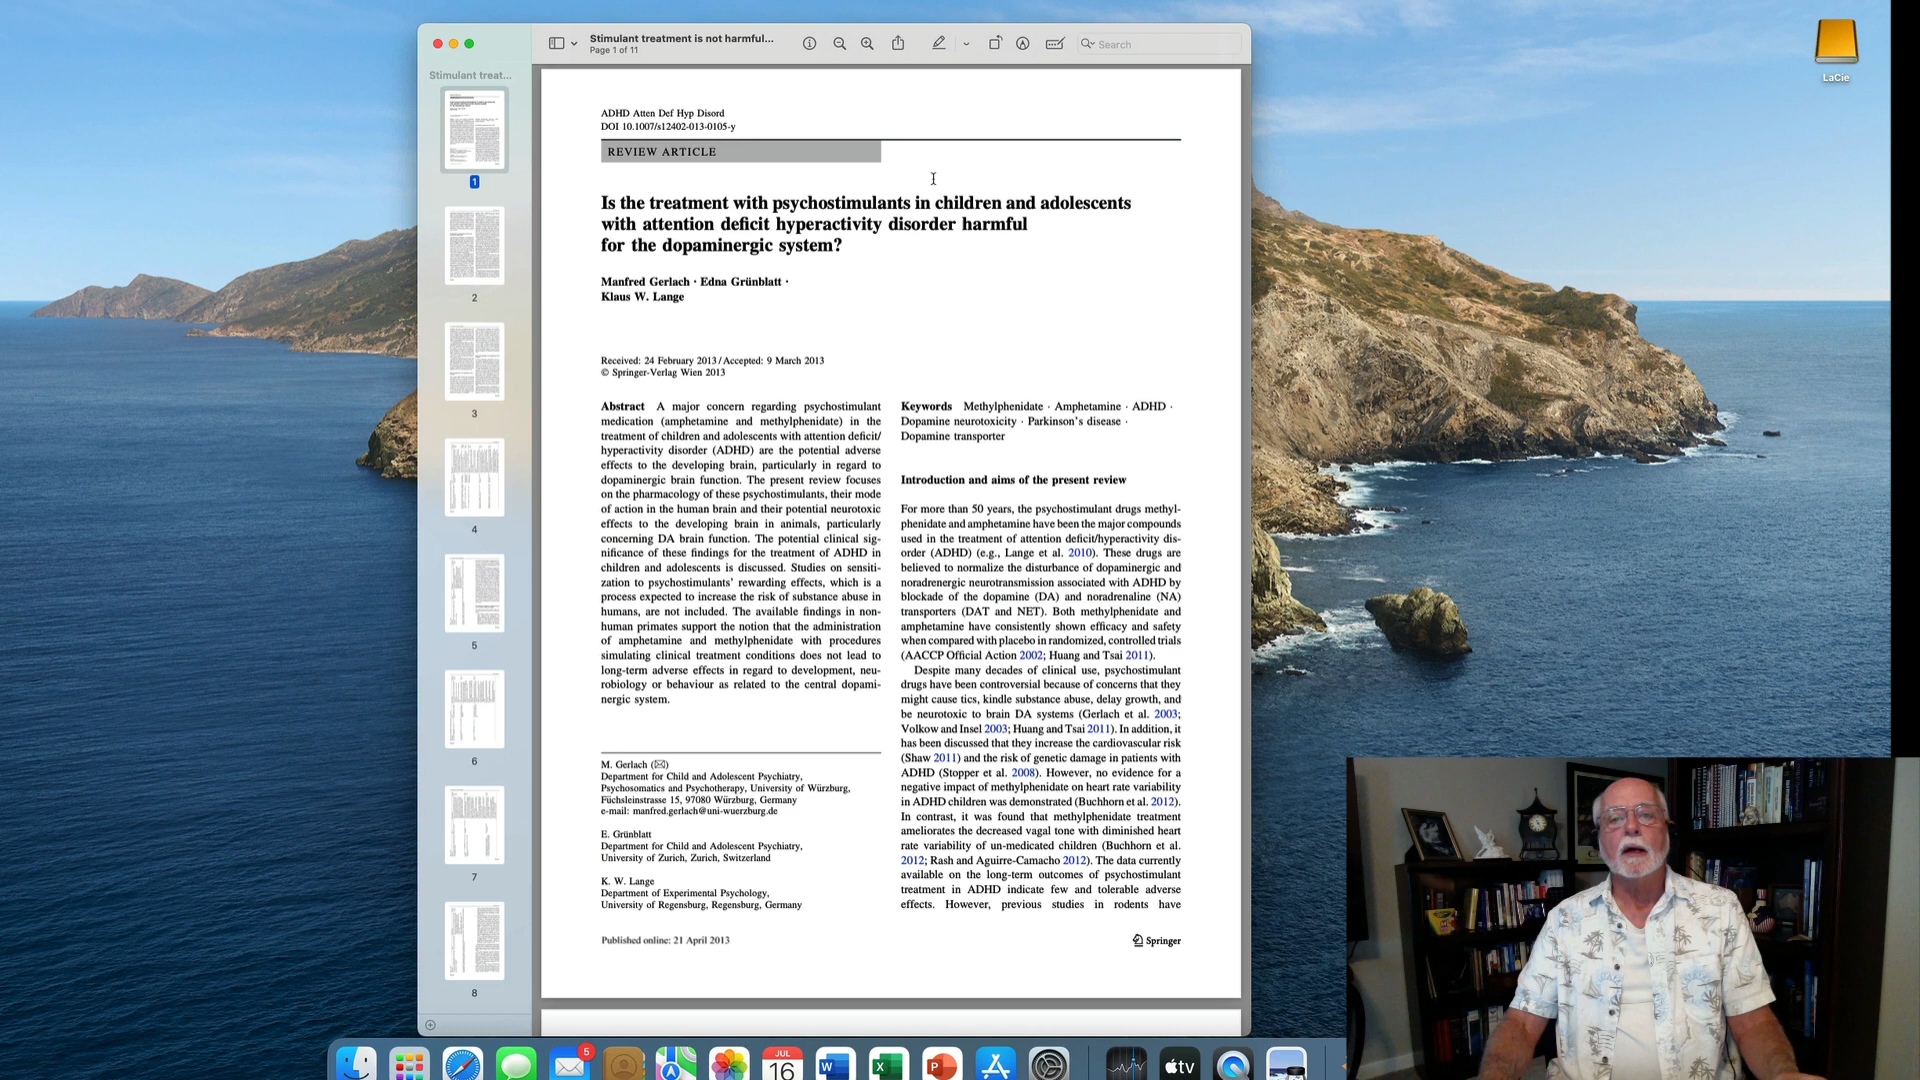 Stimulant treatment is not harmful...
Page 1 of 11
Search
Stimulant treat...
1
2
3
4
5
6
7
8
ADHD Atten Def Hyp Disord
DOI 10.1007/s12402-013-0105-y
REVIEW ARTICLE
Is the treatment with psychostimulants in children and adolescents
with attention deficit hyperactivity disorder harmful
for the dopaminergic system?
Manfred Gerlach · Edna Grünblatt ·
Klaus W. Lange
Received: 24 February 2013 / Accepted: 9 March 2013
© Springer-Verlag Wien 2013
Abstract A major concern regarding psychostimulant
medication (amphetamine and methylphenidate) in the
treatment of children and adolescents with attention deficit/
hyperactivity disorder (ADHD) are the potential adverse
effects to the developing brain, particularly in regard to
dopaminergic brain function. The present review focuses
on the pharmacology of these psychostimulants, their mode
of action in the human brain and their potential neurotoxic
effects to the developing brain in animals, particularly
concerning DA brain function. The potential clinical sig-
nificance of these findings for the treatment of ADHD in
children and adolescents is discussed. Studies on sensiti-
zation to psychostimulants' rewarding effects, which is a
process expected to increase the risk of substance abuse in
humans, are not included. The available findings in non-
human primates support the notion that the administration
of amphetamine and methylphenidate with procedures
simulating clinical treatment conditions does not lead to
long-term adverse effects in regard to development, neu-
robiology or behaviour as related to the central dopami-
nergic system.
M. Gerlach (✉)
Department for Child and Adolescent Psychiatry,
Psychosomatics and Psychotherapy, University of Würzburg,
Füchsleinstrasse 15, 97080 Würzburg, Germany
e-mail: manfred.gerlach@uni-wuerzburg.de
E. Grünblatt
Department for Child and Adolescent Psychiatry,
University of Zurich, Zurich, Switzerland
K. W. Lange
Department of Experimental Psychology,
University of Regensburg, Regensburg, Germany
Keywords Methylphenidate · Amphetamine · ADHD ·
Dopamine neurotoxicity · Parkinson's disease ·
Dopamine transporter
Introduction and aims of the present review
For more than 50 years, the psychostimulant drugs methyl-
phenidate and amphetamine have been the major compounds
used in the treatment of attention deficit/hyperactivity dis-
order (ADHD) (e.g., Lange et al. 2010). These drugs are
believed to normalize the disturbance of dopaminergic and
noradrenergic neurotransmission associated with ADHD by
blockade of the dopamine (DA) and noradrenaline (NA)
transporters (DAT and NET). Both methylphenidate and
amphetamine have consistently shown efficacy and safety
when compared with placebo in randomized, controlled trials
(AACCP Official Action 2002; Huang and Tsai 2011).
Despite many decades of clinical use, psychostimulant
drugs have been controversial because of concerns that they
might cause tics, kindle substance abuse, delay growth, and
be neurotoxic to brain DA systems (Gerlach et al. 2003;
Volkow and Insel 2003; Huang and Tsai 2011). In addition, it
has been discussed that they increase the cardiovascular risk
(Shaw 2011) and the risk of genetic damage in patients with
ADHD (Stopper et al. 2008). However, no evidence for a
negative impact of methylphenidate on heart rate variability
in ADHD children was demonstrated (Buchhorn et al. 2012).
In contrast, it was found that methylphenidate treatment
ameliorates the decreased vagal tone with diminished heart
rate variability of un-medicated children (Buchhorn et al.
2012; Rash and Aguirre-Camacho 2012). The data currently
available on the long-term outcomes of psychostimulant
treatment in ADHD indicate few and tolerable adverse
effects. However, previous studies in rodents have
Published online: 21 April 2013
Springer
LaCie
5
JUL
16
W
X
P
tv